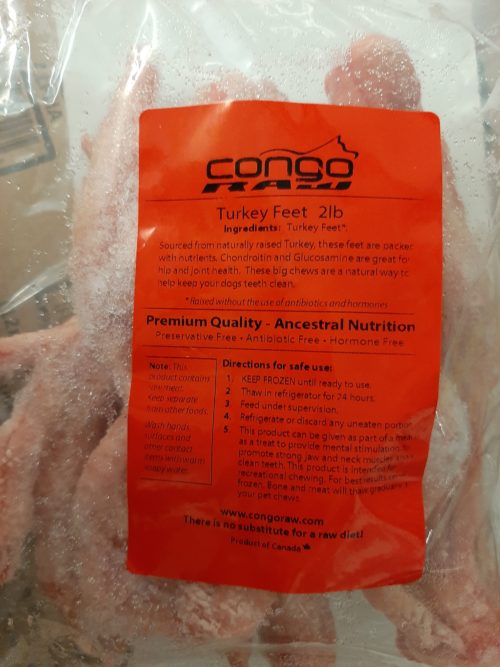 congo
RAW
Turkey Feet 2lb
Ingredients: Turkey Feet*.
Sourced from naturally raised Turkey, these feet are packed
with nutrients. Chondroitin and Glucosamine are great for
hip and joint health. These big chews are a natural way to
help keep your dogs teeth clean.
* Raised without the use of antibiotics and hormones
Premium Quality - Ancestral Nutrition
Preservative Free • Antibiotic Free • Hormone Free
Note: This
product contains
raw meat.
Keep separate
from other foods.
Wash hands,
surfaces and
other contact
items with warm
soapy water.
Directions for safe use:
1. KEEP FROZEN until ready to use.
2. Thaw in refrigerator for 24 hours.
3. Feed under supervision.
4. Refrigerate or discard any uneaten portion
5. This product can be given as part of a meal
as a treat to provide mental stimulation,
promote strong jaw and neck muscles
clean teeth. This product is intended for
recreational chewing. For best results
frozen. Bone and meat will thaw gradually
your pet chews.
www.congoraw.com
There is no substitute for a raw diet!
Product of Canada